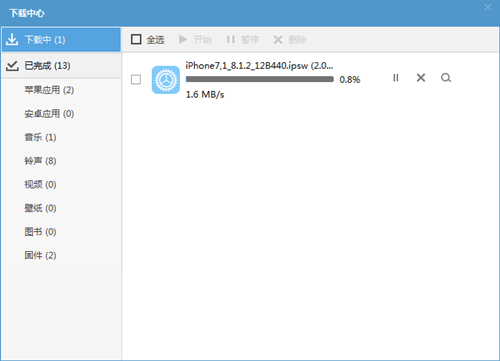 下载中心
下载中 (1)
全选 开始 暂停 删除
已完成 (13)
iPhone7,1_8.1.2_12B440.ipsw (2.0...
0.8%
1.6 MB/s
苹果应用 (2)
安卓应用 (0)
音乐 (1)
铃声 (8)
视频 (0)
壁纸 (0)
图书 (0)
固件 (2)